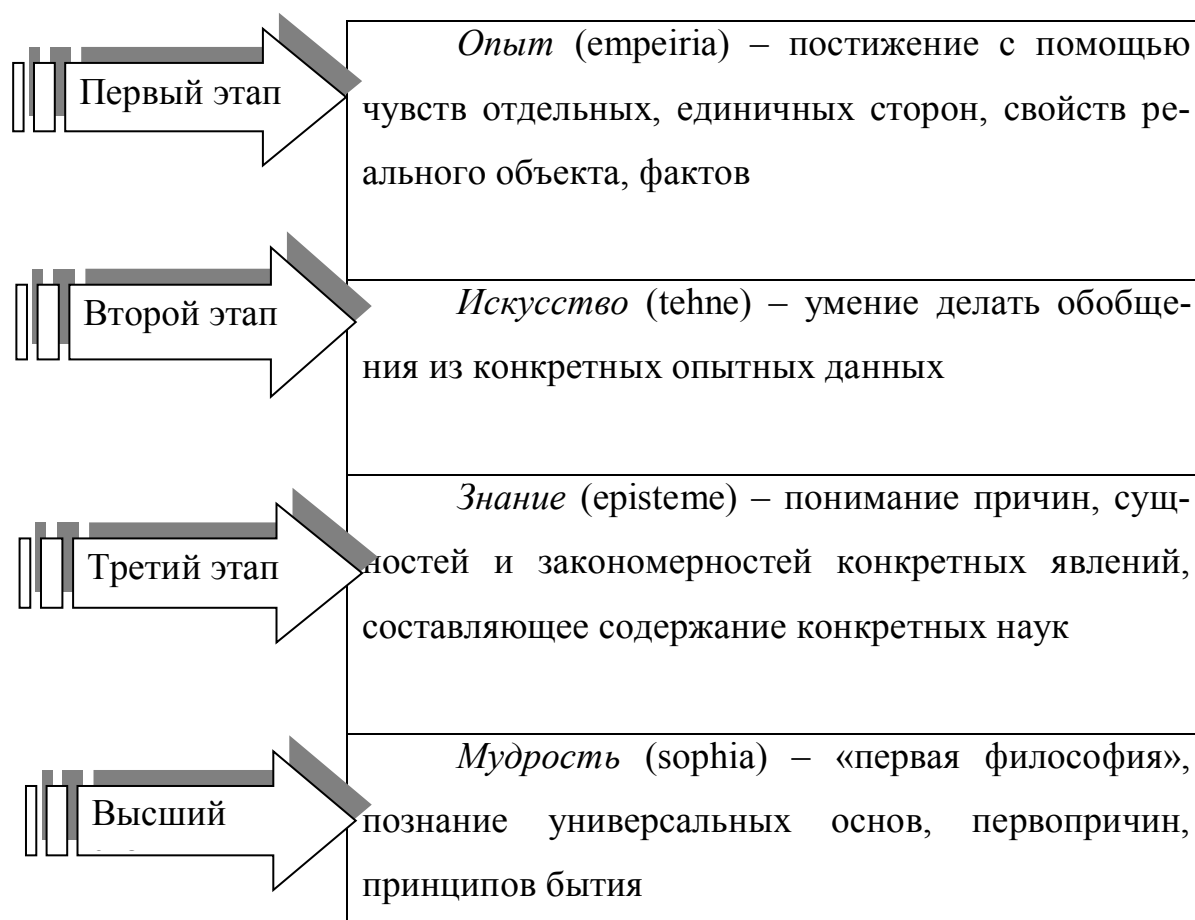 Первый этап
Опыт (empeiria) – постижение с помощью
чувств отдельных, единичных сторон, свойств ре-
ального объекта, фактов
Второй этап
Искусство (tehne) – умение делать обобще-
ния из конкретных опытных данных
Третий этап
Знание (episteme) – понимание причин, сущ-
ностей и закономерностей конкретных явлений,
составляющее содержание конкретных наук
Высший
Мудрость (sophia) – «первая философия»,
познание универсальных основ, первопричин,
принципов бытия